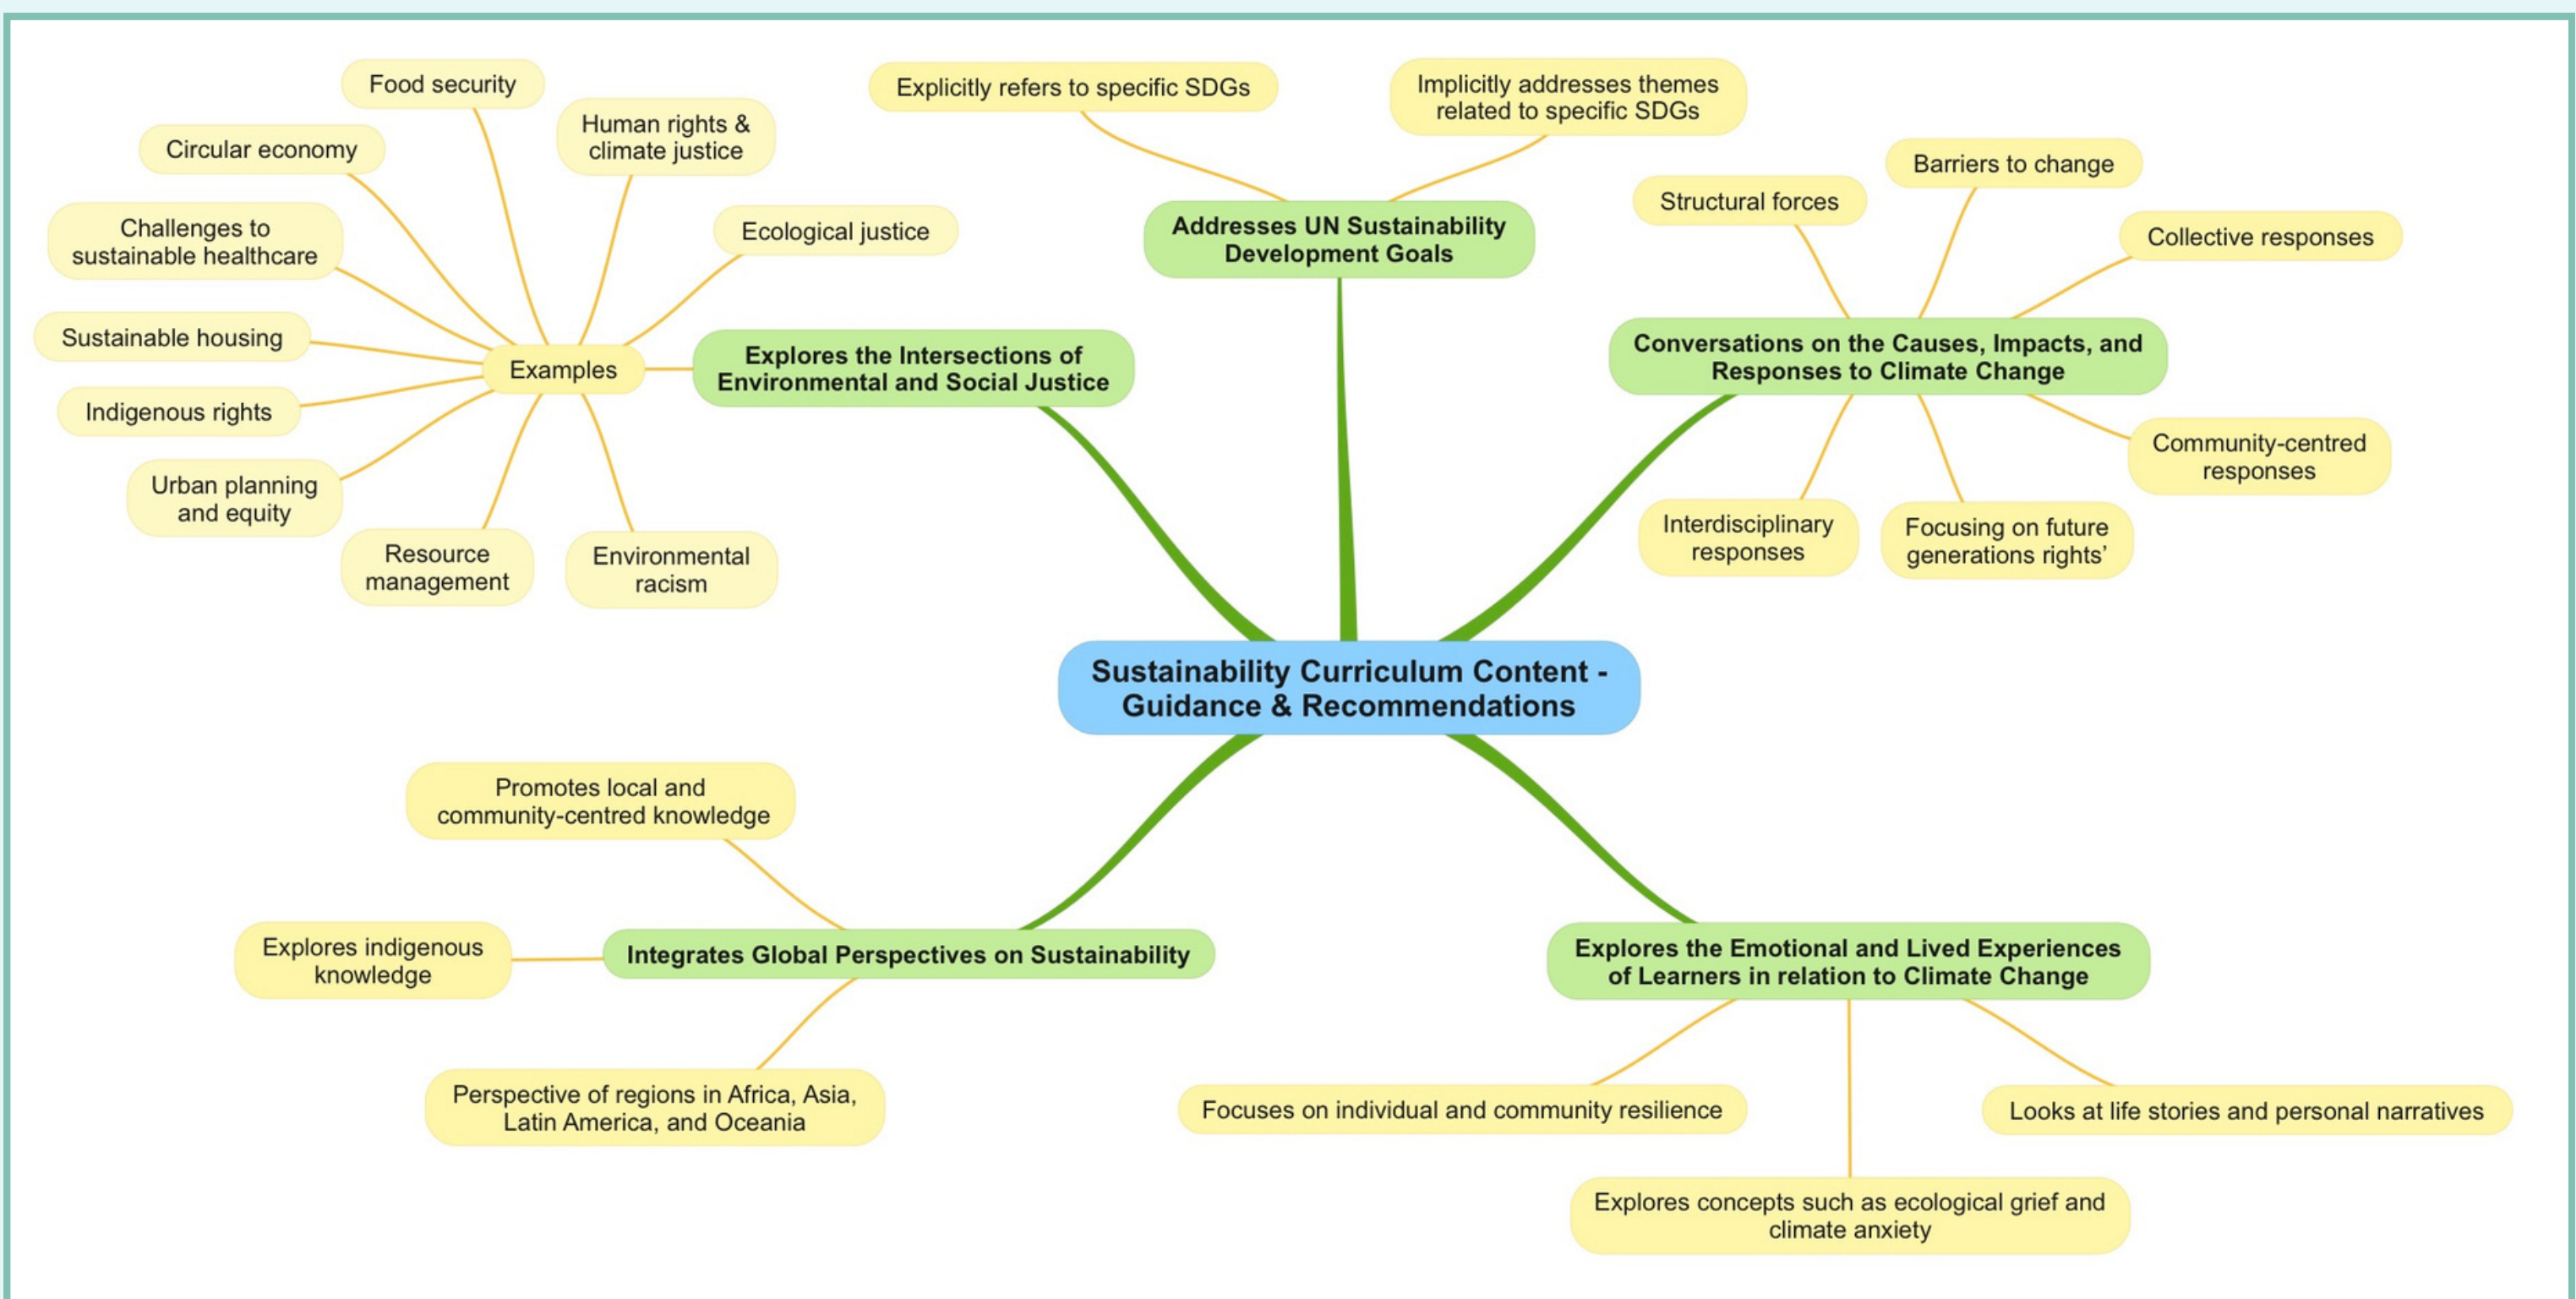 Food security
Human rights &
climate justice
Circular economy
Ecological justice
Challenges to
sustainable healthcare
Sustainable housing
Examples
Indigenous rights
Urban planning
and equity
Resource
management
Environmental
racism
Explores the Intersections of
Environmental and Social Justice
Explicitly refers to specific SDGs
Implicitly addresses themes
related to specific SDGs
Addresses UN Sustainability
Development Goals
Structural forces
Barriers to change
Collective responses
Conversations on the Causes, Impacts, and
Responses to Climate Change
Community-centred
responses
Interdisciplinary
responses
Focusing on future
generations rights’
Sustainability Curriculum Content -
Guidance & Recommendations
Promotes local and
community-centred knowledge
Explores indigenous
knowledge
Integrates Global Perspectives on Sustainability
Perspective of regions in Africa, Asia,
Latin America, and Oceania
Explores the Emotional and Lived Experiences
of Learners in relation to Climate Change
Focuses on individual and community resilience
Looks at life stories and personal narratives
Explores concepts such as ecological grief and
climate anxiety